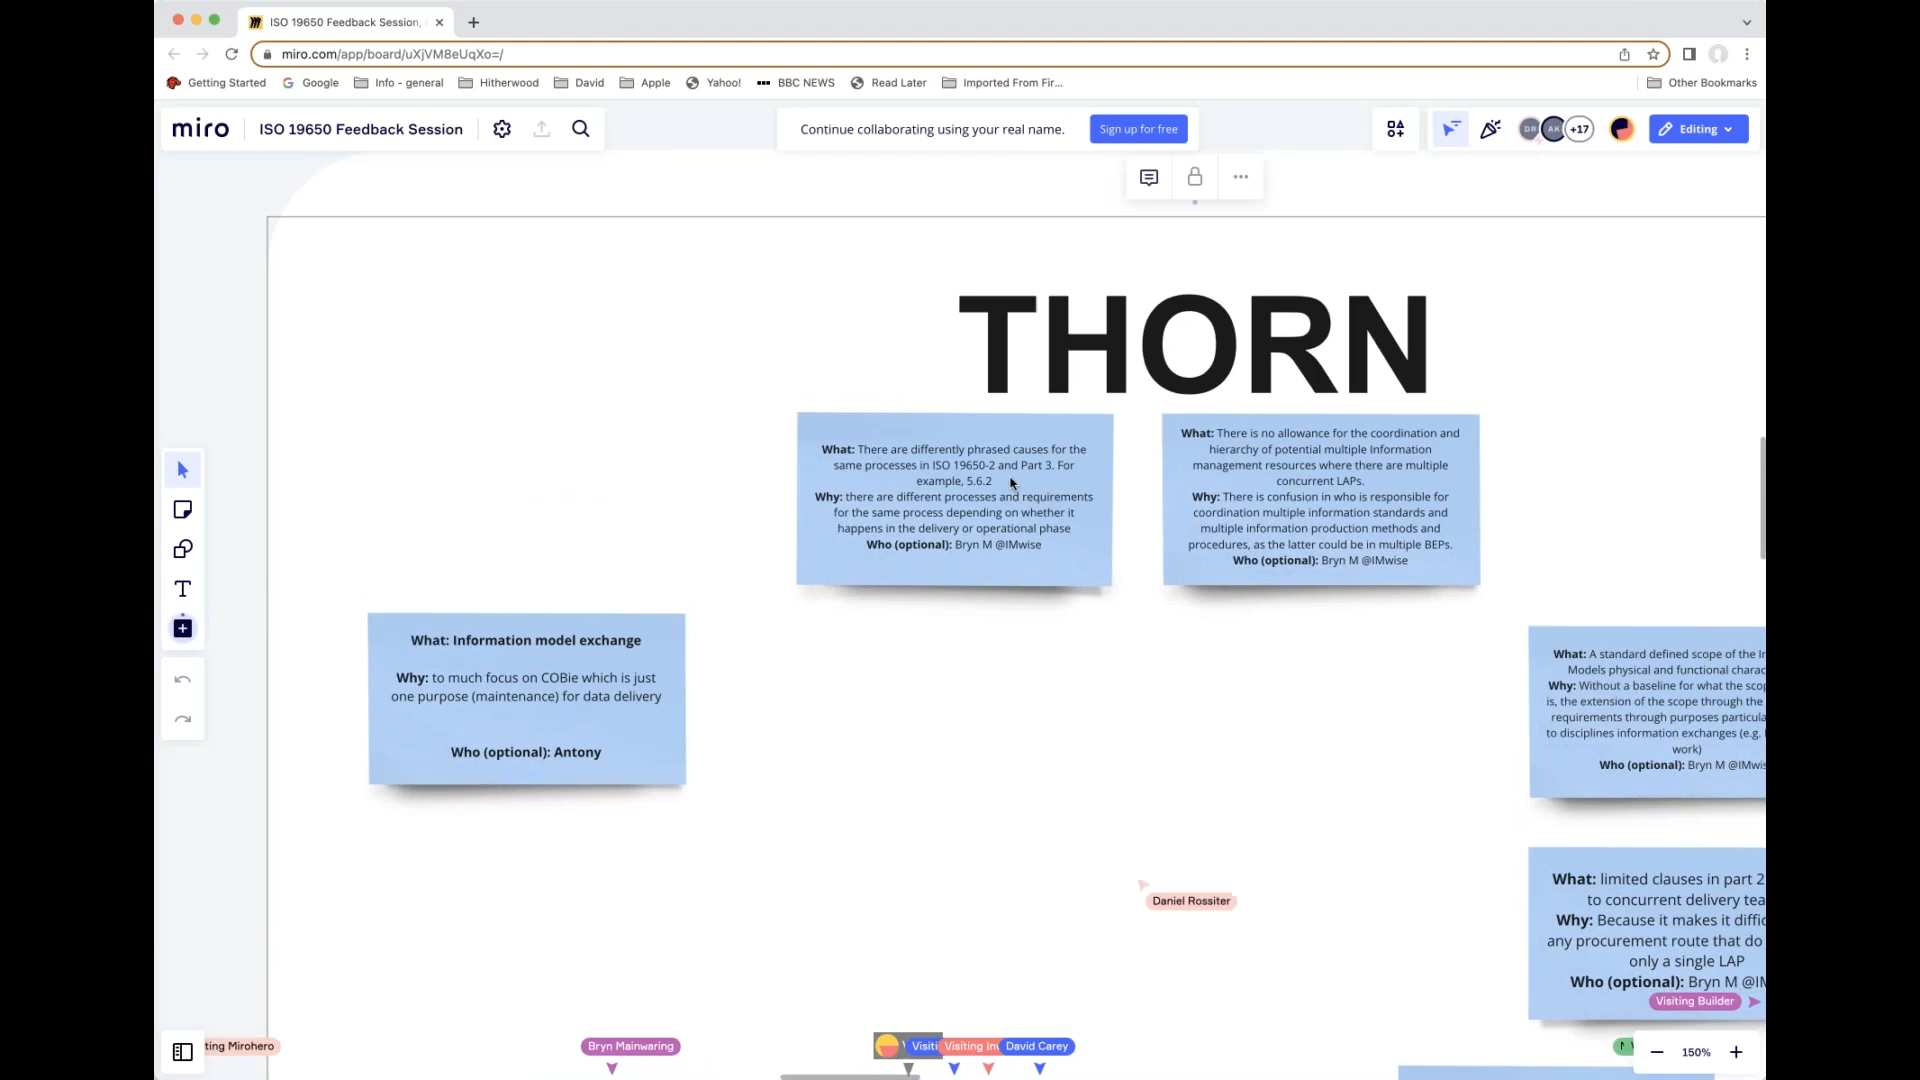 ISO 19650 Feedback Session,
miro.com/app/board/uXjVM8eUqXo=/
Getting Started
Google
Info - general
Hitherwood
David
Apple
Yahoo!
BBC NEWS
Read Later
Imported From Fir...
Other Bookmarks
miro
ISO 19650 Feedback Session
Continue collaborating using your real name.
Sign up for free
DR
AK
+17
Editing
THORN
What: There are differently phrased causes for the
same processes in ISO 19650-2 and Part 3. For
example, 5.6.2
Why: there are different processes and requirements
for the same process depending on whether it
happens in the delivery or operational phase
Who (optional): Bryn M @IMwise
What: There is no allowance for the coordination and
hierarchy of potential multiple Information
management resources where there are multiple
concurrent LAPs.
Why: There is confusion in who is responsible for
coordination multiple information standards and
multiple information production methods and
procedures, as the latter could be in multiple BEPs.
Who (optional): Bryn M @IMwise
What: Information model exchange
Why: to much focus on COBie which is just
one purpose (maintenance) for data delivery
Who (optional): Antony
What: A standard defined scope of the
Models physical and functional
Why: Without a baseline for what the
is, the extension of the scope through the
requirements through purposes
to disciplines information exchanges (e.g.
work)
Who (optional): Bryn M
What: limited clauses in part 2
to concurrent delivery
Why: Because it makes it
any procurement route that do
only a single LAP
Who (optional): Bryn M
Visiting Builder
Daniel Rossiter
ting Mirohero
Bryn Mainwaring
Visiti
Visiting
David Carey
150%